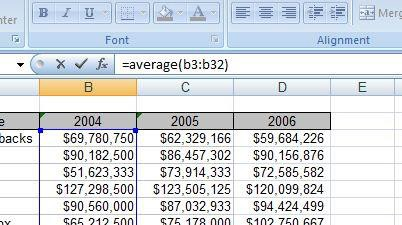 B I U A
Font Alignment
fx =average(b3:b32)
B C D E
2004 2005 2006
backs $69,780,750 $62,329,166 $59,684,226
$90,182,500 $86,457,302 $90,156,876
$51,623,333 $73,914,333 $72,585,582
$127,298,500 $123,505,125 $120,099,824
$90,560,000 $87,032,933 $94,424,499
$65,212,500 $75,178,000 $102,750,667